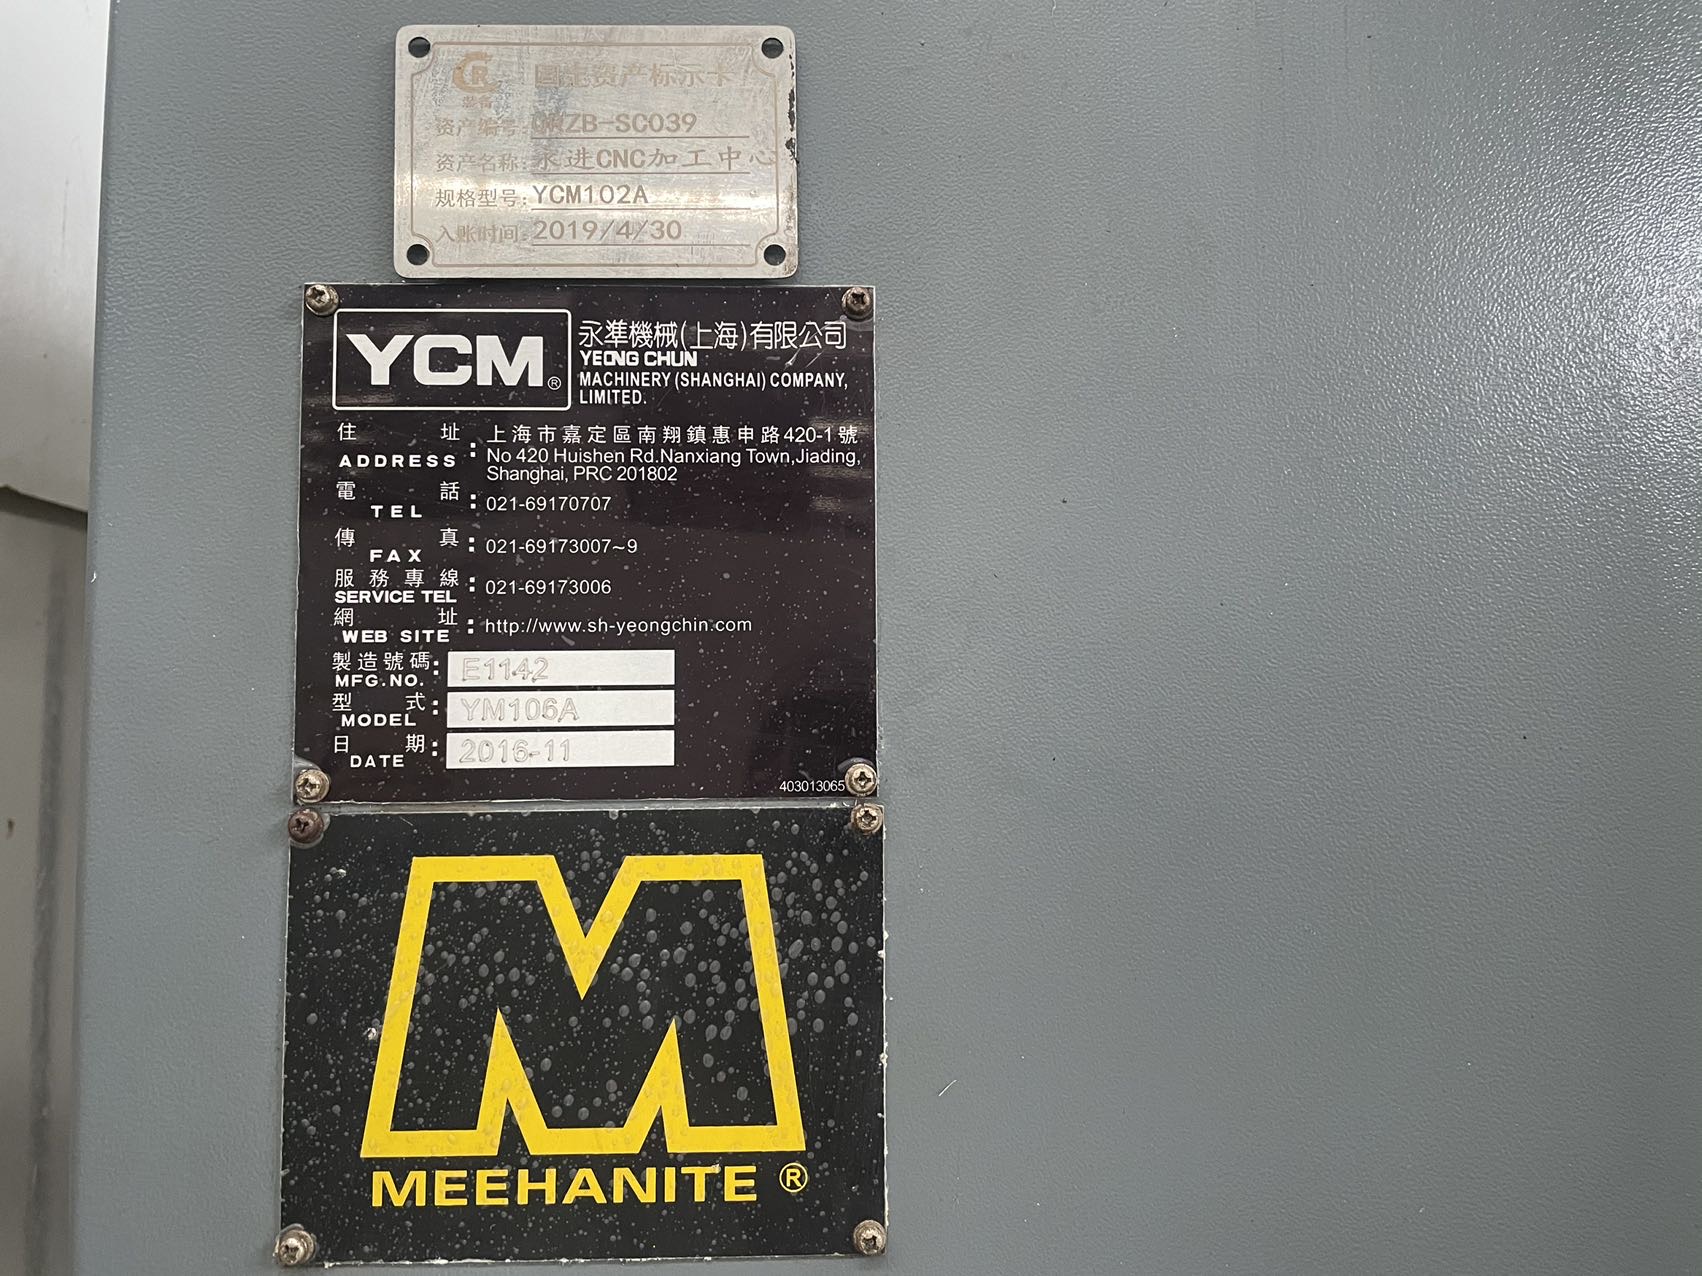 R
资产标示卡
资产编号: RZB-SC039
资产名称: 永进CNC加工中心
规格型号: YCM102A
入账时间: 2019/4/30
YCM®
永準機械(上海)有限公司
YEONG CHUN
MACHINERY (SHANGHAI) COMPANY,
LIMITED.
住 址 : 上海市嘉定區南翔鎮惠申路420-1號
ADDRESS No 420 Huishen Rd.Nanxiang Town,Jiading,
Shanghai, PRC 201802
電 話 : 021-69170707
TEL
傳 真 : 021-69173007~9
FAX
服務專線 : 021-69173006
SERVICE TEL
網 址 : http://www.sh-yeongchin.com
WEB SITE
製造號碼: E1142
MFG.NO.
型 式: YM106A
MODEL
日 期: 2016-11
DATE
403013065
MEEHANITE®